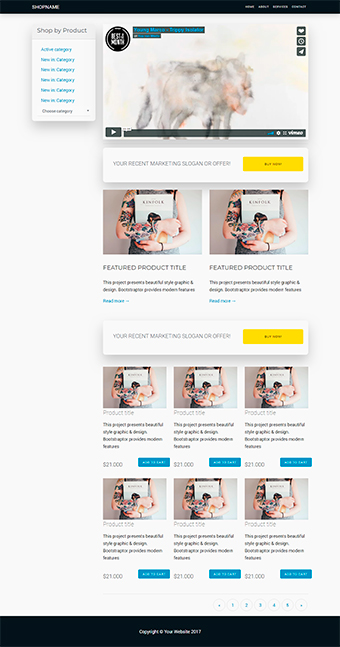 SHOPNAME
HOME ABOUT SERVICES CONTACT
Shop by Product
Active category
New in: Category
New in: Category
New in: Category
New in: Category
New in: Category
Choose category
BEST OF
MONTH
vimeo
YOUR RECENT MARKETING SLOGAN OR OFFER!
BUY NOW!
KINFOLK
KINFOLK
FEATURED PRODUCT TITLE
This project presents beautiful style graphic &
design. Bootstraptor provides modern features
Read more →
FEATURED PRODUCT TITLE
This project presents beautiful style graphic &
design. Bootstraptor provides modern features
Read more →
YOUR RECENT MARKETING SLOGAN OR OFFER!
BUY NOW!
Product title
This project presents beautiful
style graphic & design.
Bootstraptor provides modern
features
$21.000
ADD TO CART
Product title
This project presents beautiful
style graphic & design.
Bootstraptor provides modern
features
$21.000
ADD TO CART
Product title
This project presents beautiful
style graphic & design.
Bootstraptor provides modern
features
$21.000
ADD TO CART
Product title
This project presents beautiful
style graphic & design.
Bootstraptor provides modern
features
$21.000
ADD TO CART
Product title
This project presents beautiful
style graphic & design.
Bootstraptor provides modern
features
$21.000
ADD TO CART
Product title
This project presents beautiful
style graphic & design.
Bootstraptor provides modern
features
$21.000
ADD TO CART
« 1 2 3 4 5 »
Copyright © Your Website 2017